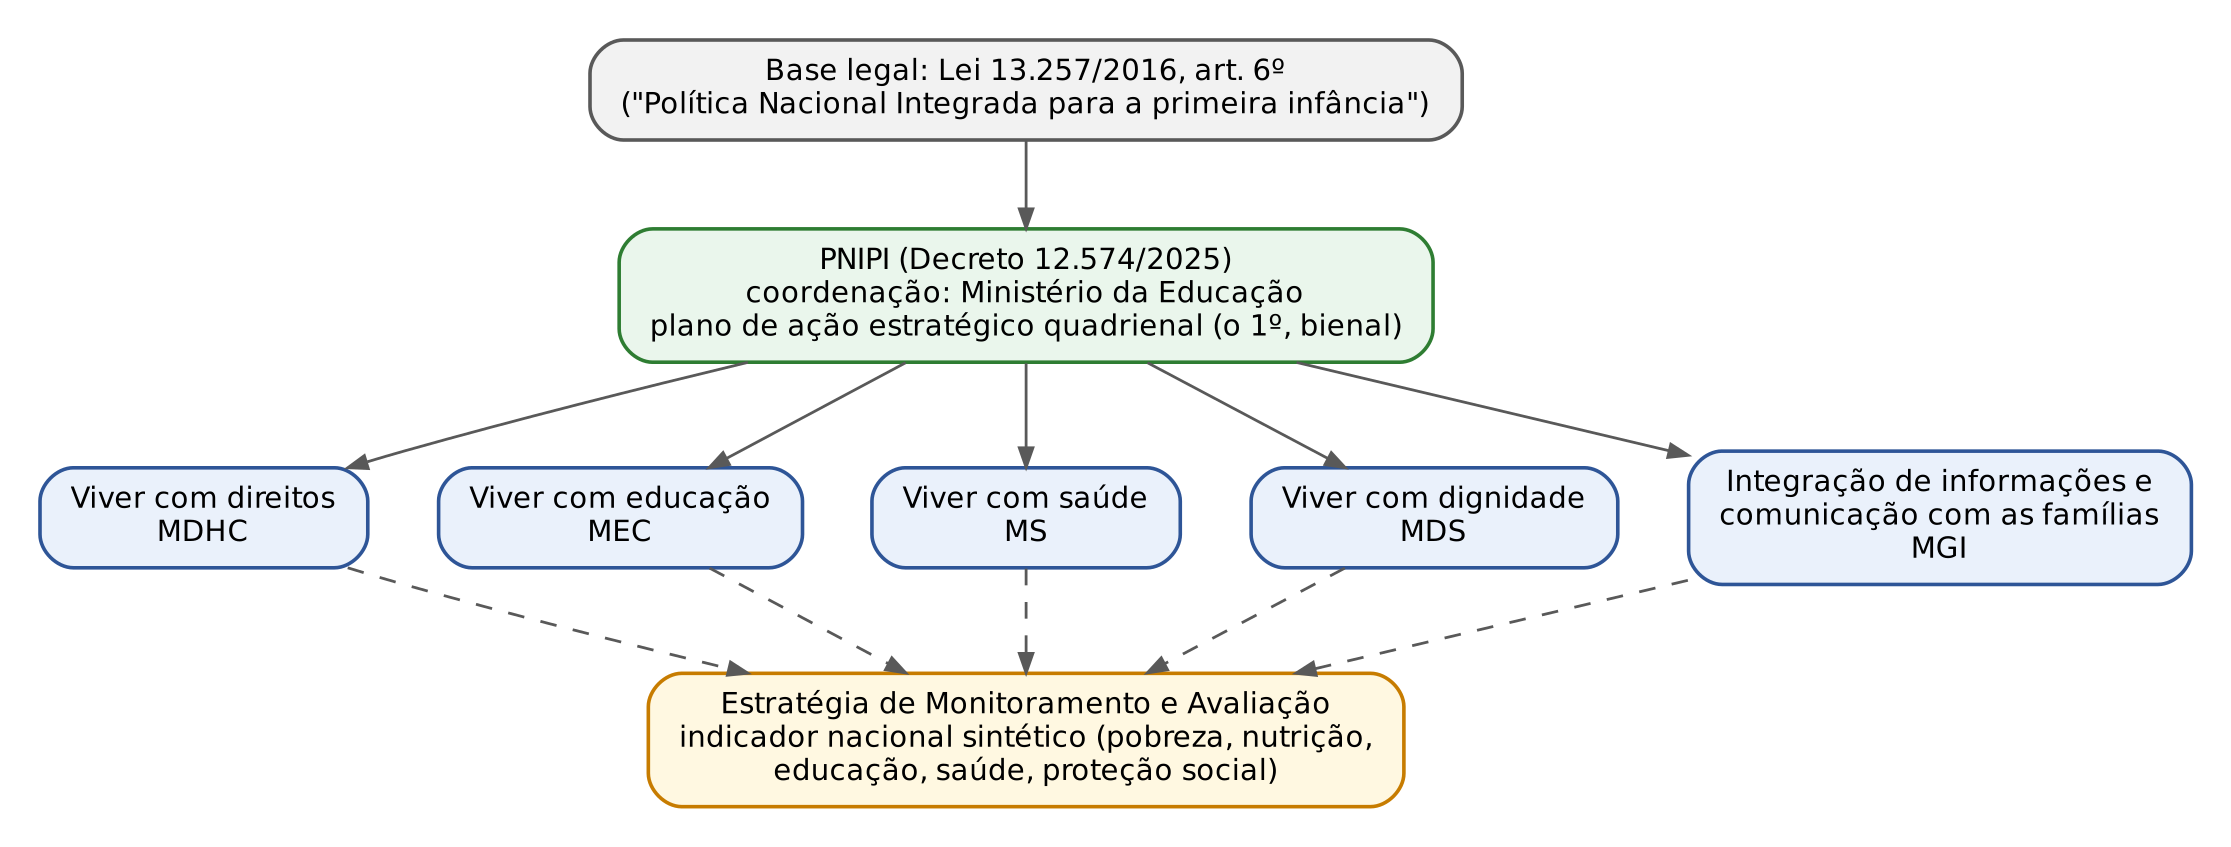 Base legal: Lei 13.257/2016, art. 6º
("Política Nacional Integrada para a primeira infância")
PNIPI (Decreto 12.574/2025)
coordenação: Ministério da Educação
plano de ação estratégico quadrienal (o 1º, bienal)
Viver com direitos
MDHC
Viver com educação
MEC
Viver com saúde
MS
Viver com dignidade
MDS
Integração de informações e
comunicação com as famílias
MGI
Estratégia de Monitoramento e Avaliação
indicador nacional sintético (pobreza, nutrição,
educação, saúde, proteção social)